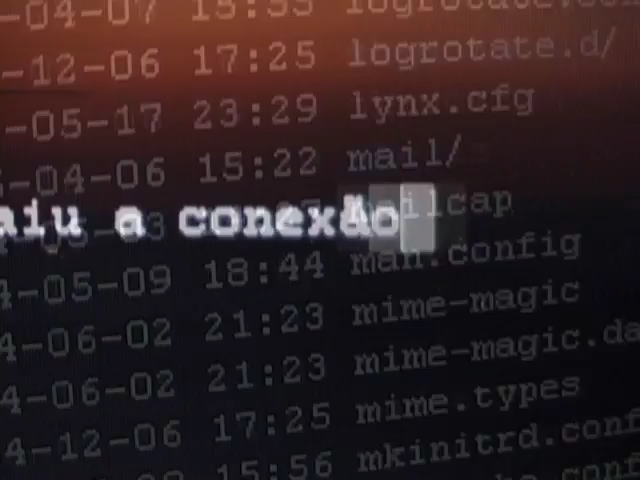 -04-07 15:55 logrotate.con
-12-06 17:25 logrotate.d/
-05-17 23:29 lynx.cfg
-04-06 15:22 mail/
aiu a conexão
mailcap
4-05-09 18:44 man.config
4-06-02 21:23 mime-magic
4-06-02 21:23 mime-magic.da
4-12-06 17:25 mime.types
15:56 mkinitrd.conf